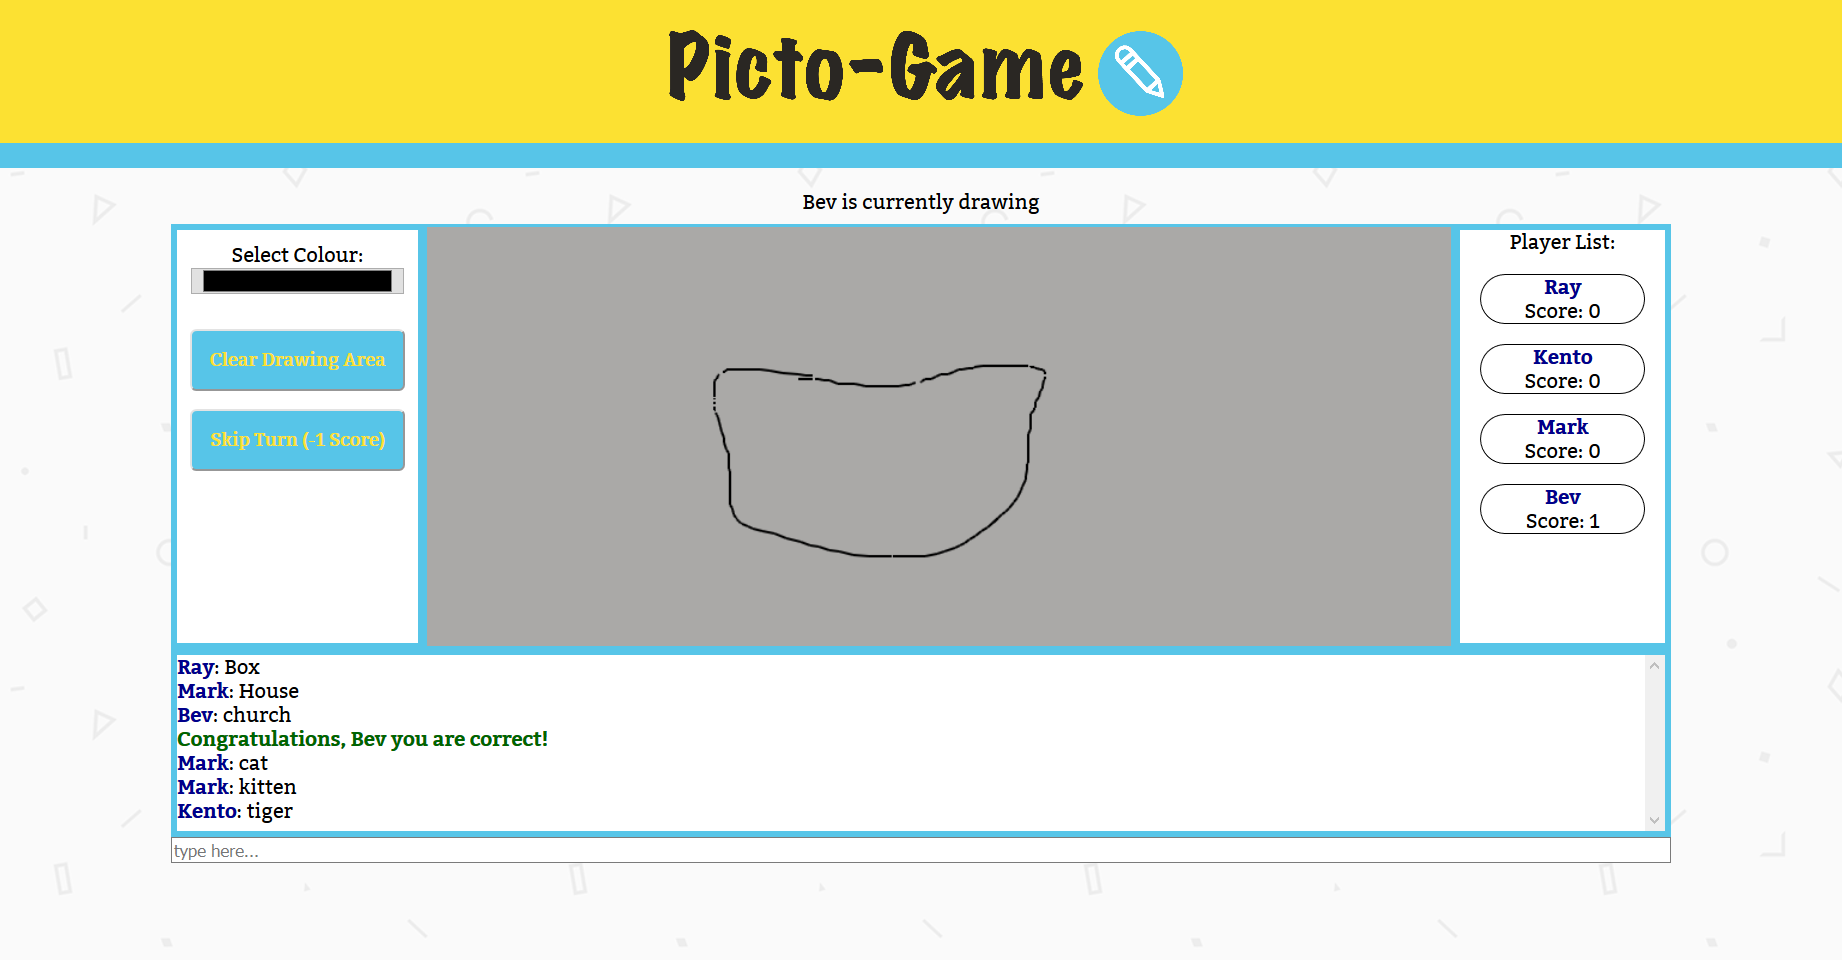 Picto-Game
Bev is currently drawing
Select Colour:
Clear Drawing Area
Skip Turn (-1 Score)
Player List:
Ray
Score: 0
Kento
Score: 0
Mark
Score: 0
Bev
Score: 1
Ray: Box
Mark: House
Bev: church
Congratulations, Bev you are correct!
Mark: cat
Mark: kitten
Kento: tiger
type here...